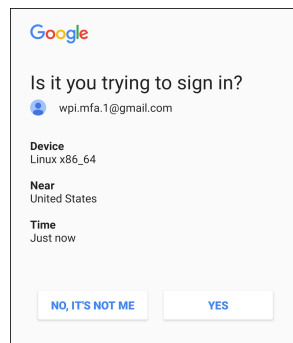 Google
Is it you trying to sign in?
wpi.mfa.1@gmail.com
Device
Linux x86_64
Near
United States
Time
Just now
NO, IT'S NOT ME YES